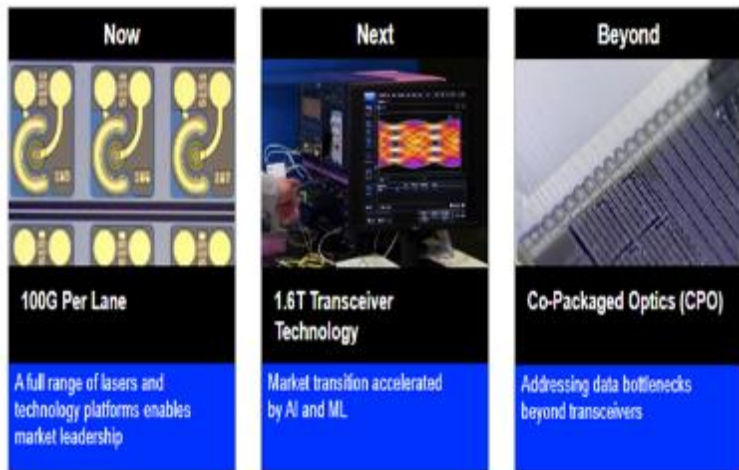 Now
100G Per Lane
A full range of lasers and
technology platforms enables
market leadership
Next
1.6T Transceiver
Technology
Market transition accelerated
by AI and ML
Beyond
Co-Packaged Optics (CPO)
Addressing data bottlenecks
beyond transceivers